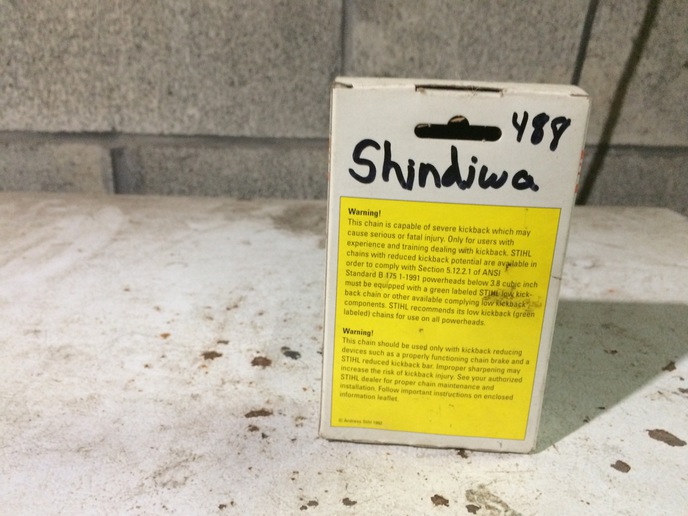 488
Shindiwa
Warning!
This chain is capable of severe kickback which may
cause serious or fatal injury. Only for users with
experience and training dealing with kickback. STIHL
chains with reduced kickback potential are available in
order to comply with Section 5.12.2.1 of ANSI
Standard B 175 1-1991 powerheads below 3.8 cubic inch
must be equipped with a green labeled STIHL low kick-
back chain or other available complying low kickback
components. STIHL recommends its low kickback (green
labeled) chains for use on all powerheads.
Warning!
This chain should be used only with kickback reducing
devices such as a properly functioning chain brake and a
STIHL reduced kickback bar. Improper sharpening may
increase the risk of kickback injury. See your authorized
STIHL dealer for proper chain maintenance and
installation. Follow important instructions on enclosed
information leaflet.